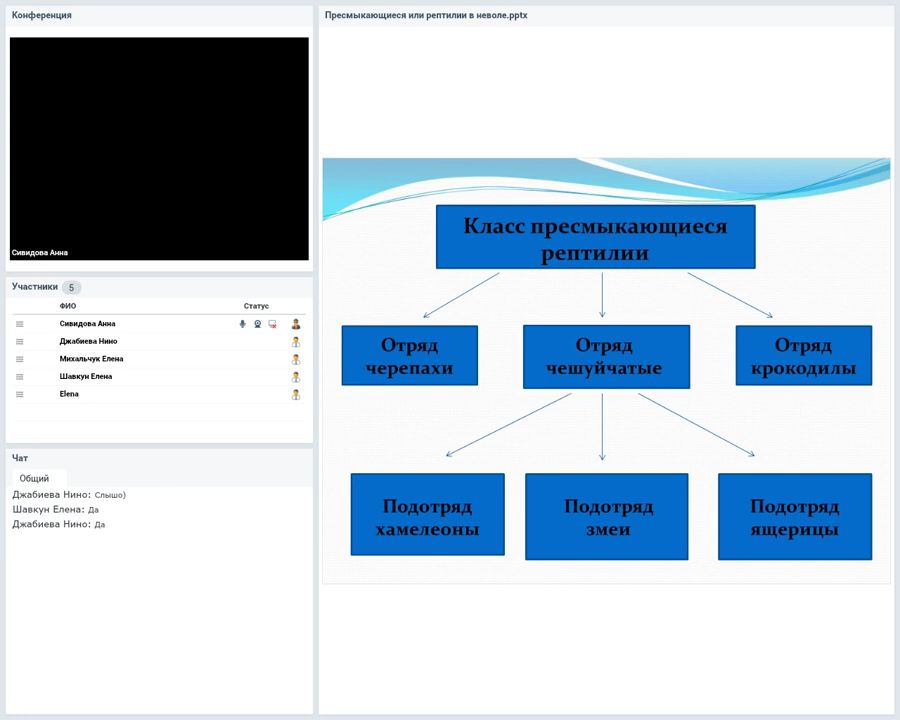 Конференция
Сивидова Анна
Участники 5
ФИО Статус
Сивидова Анна
Джабиева Нино
Михальчук Елена
Шавкун Елена
Elena
Чат
Общий
Джабиева Нино: Слышо)
Шавкун Елена: Да
Джабиева Нино: Да
Пресмыкающиеся или рептилии в неволе.pptx
Класс пресмыкающиеся
рептилии
Отряд
черепахи
Отряд
чешуйчатые
Отряд
крокодилы
Подотряд
хамелеоны
Подотряд
змеи
Подотряд
ящерицы